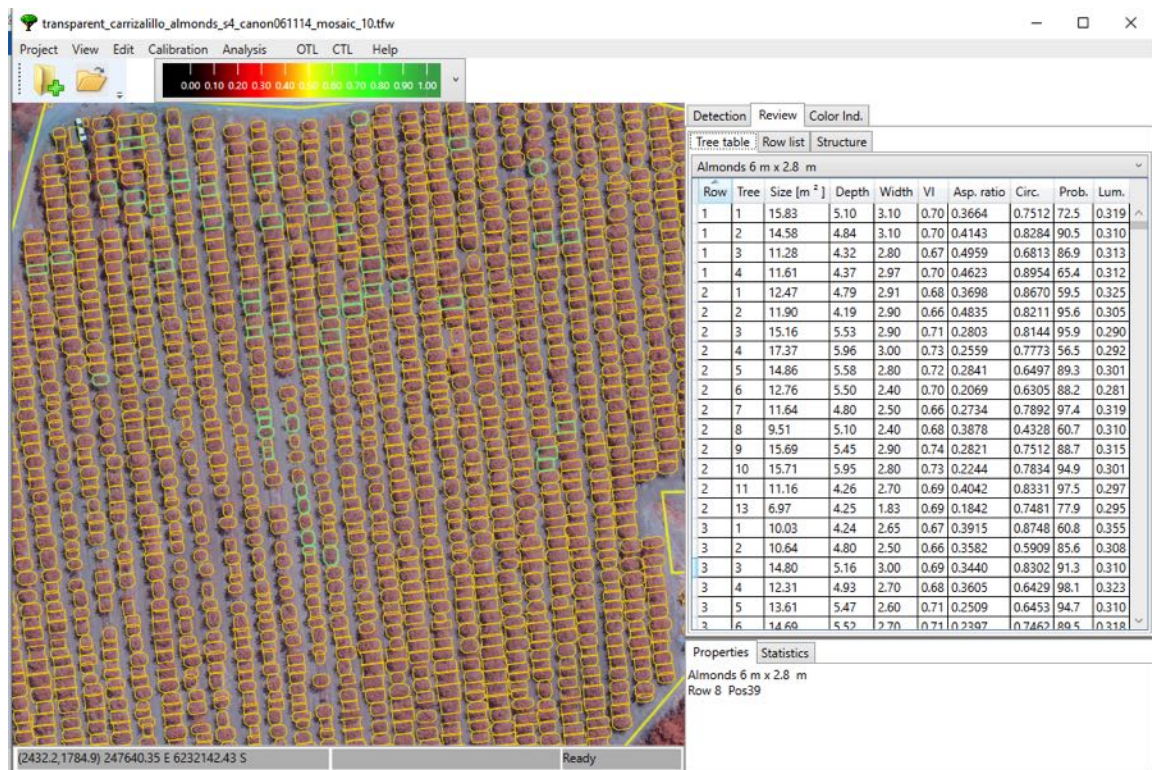 transparent_carrizalillo_almonds_s4_canon061114_mosaic_10.tfw
Project View Edit Calibration Analysis OTL CTL Help
0.00 0.10 0.20 0.30 0.40 0.50 0.60 0.70 0.80 0.90 1.00
Detection Review Color Ind.
Tree table Row list Structure
Almonds 6 m x 2.8 m
Row Tree Size [m ²] Depth Width VI Asp. ratio Circ. Prob. Lum.
1 1 15.83 5.10 3.10 0.70 0.3664 0.7512 72.5 0.319
1 2 14.58 4.84 3.10 0.70 0.4143 0.8284 90.5 0.310
1 3 11.28 4.32 2.80 0.67 0.4959 0.6813 86.9 0.313
1 4 11.61 4.37 2.97 0.70 0.4623 0.8954 65.4 0.312
2 1 12.47 4.79 2.91 0.68 0.3698 0.8670 59.5 0.325
2 2 11.90 4.19 2.90 0.66 0.4835 0.8211 95.6 0.305
2 3 15.16 5.53 2.90 0.71 0.2803 0.8144 95.9 0.290
2 4 17.37 5.96 3.00 0.73 0.2559 0.7773 56.5 0.292
2 5 14.86 5.58 2.80 0.72 0.2841 0.6497 89.3 0.301
2 6 12.76 5.50 2.40 0.70 0.2069 0.6305 88.2 0.281
2 7 11.64 4.80 2.50 0.66 0.2734 0.7892 97.4 0.319
2 8 9.51 5.10 2.40 0.68 0.3878 0.4328 60.7 0.310
2 9 15.69 5.45 2.90 0.74 0.2821 0.7512 88.7 0.315
2 10 15.71 5.95 2.80 0.73 0.2244 0.7834 94.9 0.301
2 11 11.16 4.26 2.70 0.69 0.4042 0.8331 97.5 0.297
2 13 6.97 4.25 1.83 0.69 0.1842 0.7481 77.9 0.295
3 1 10.03 4.24 2.65 0.67 0.3915 0.8748 60.8 0.355
3 2 10.64 4.80 2.50 0.66 0.3582 0.5909 85.6 0.308
3 3 14.80 5.16 3.00 0.69 0.3440 0.8302 91.3 0.310
3 4 12.31 4.93 2.70 0.68 0.3605 0.6429 98.1 0.323
3 5 13.61 5.47 2.60 0.71 0.2509 0.6453 94.7 0.310
3 6 14.69 5.52 2.70 0.71 0.2397 0.7462 89.5 0.318
Properties Statistics
Almonds 6 m x 2.8 m
Row 8 Pos39
(2432.2,1784.9) 247640.35 E 6232142.43 S
Ready